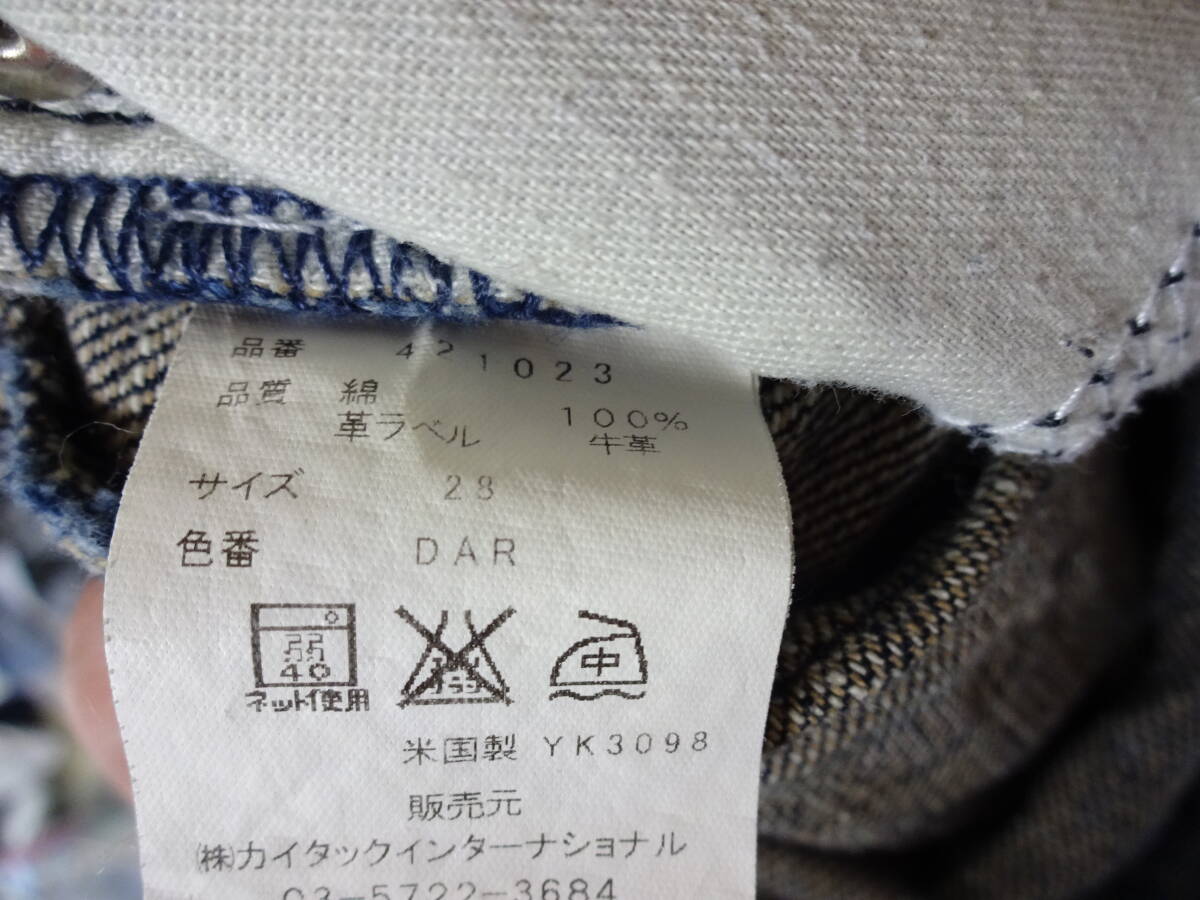 品番 421023
品質 綿 100%
革ラベル 牛革
サイズ 28
色番 DAR
弱
40
ネット使用
中
米国製 YK3098
販売元
㈱カイタックインターナショナル
03-5722-3684